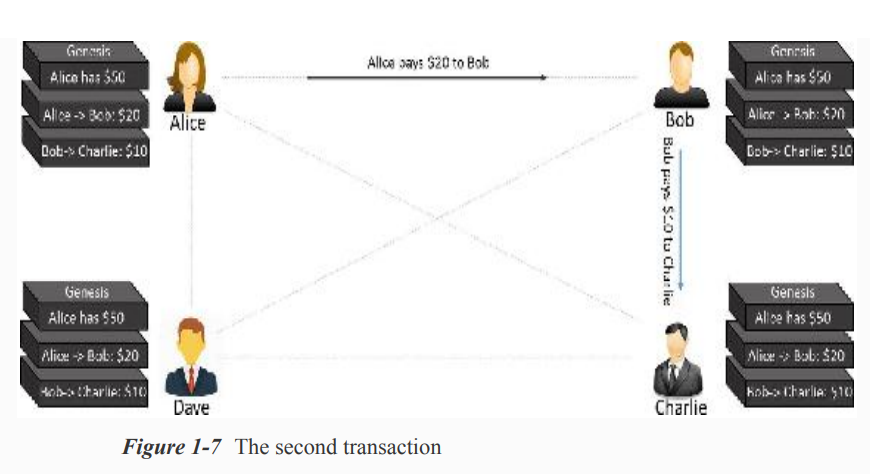 Genesis
Alice has $50
Alice -> Bob: $20
Bob-> Charlie: $10
Alice
Alice pays $20 to Bob
Bob
Genesis
Alice has $50
Alice -> Bob: $20
Bob-> Charlie: $10
Bob pays $10 to Charlie
Genesis
Alice has $50
Alice -> Bob: $20
Bob-> Charlie: $10
Dave
Charlie
Genesis
Alice has $50
Alice -> Bob: $20
Bob-> Charlie: $10
Figure 1-7 The second transaction